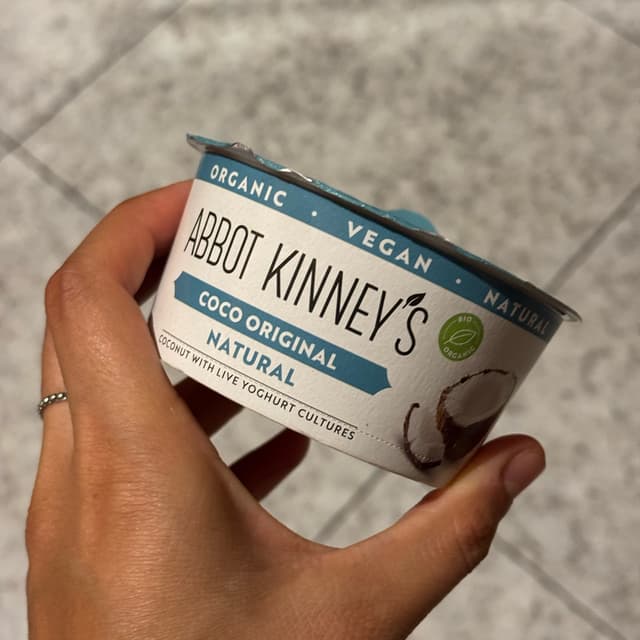 ORGANIC · VEGAN · NATURAL
ABBOT KINNEY'S
COCO ORIGINAL
NATURAL
COCONUT WITH LIVE YOGHURT CULTURES
BIO
ORGANIC